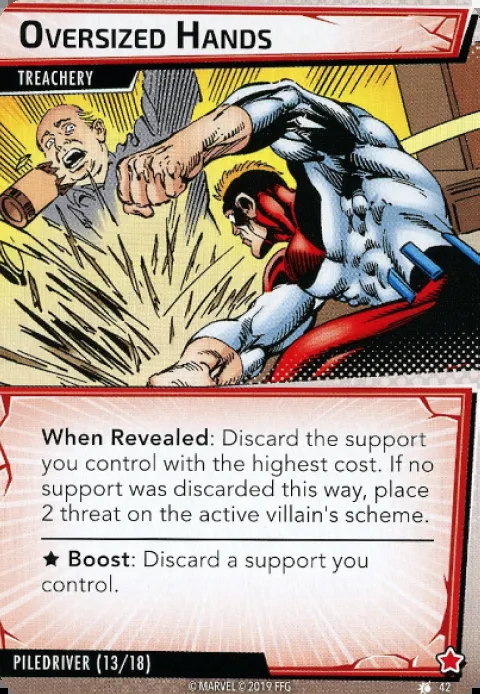 OVERSIZED HANDS
TREACHERY
When Revealed: Discard the support
you control with the highest cost. If no
support was discarded this way, place
2 threat on the active villain's scheme.
★ Boost: Discard a support you
control.
PILEDRIVER (13/18)
© MARVEL © 2019 FFG
42